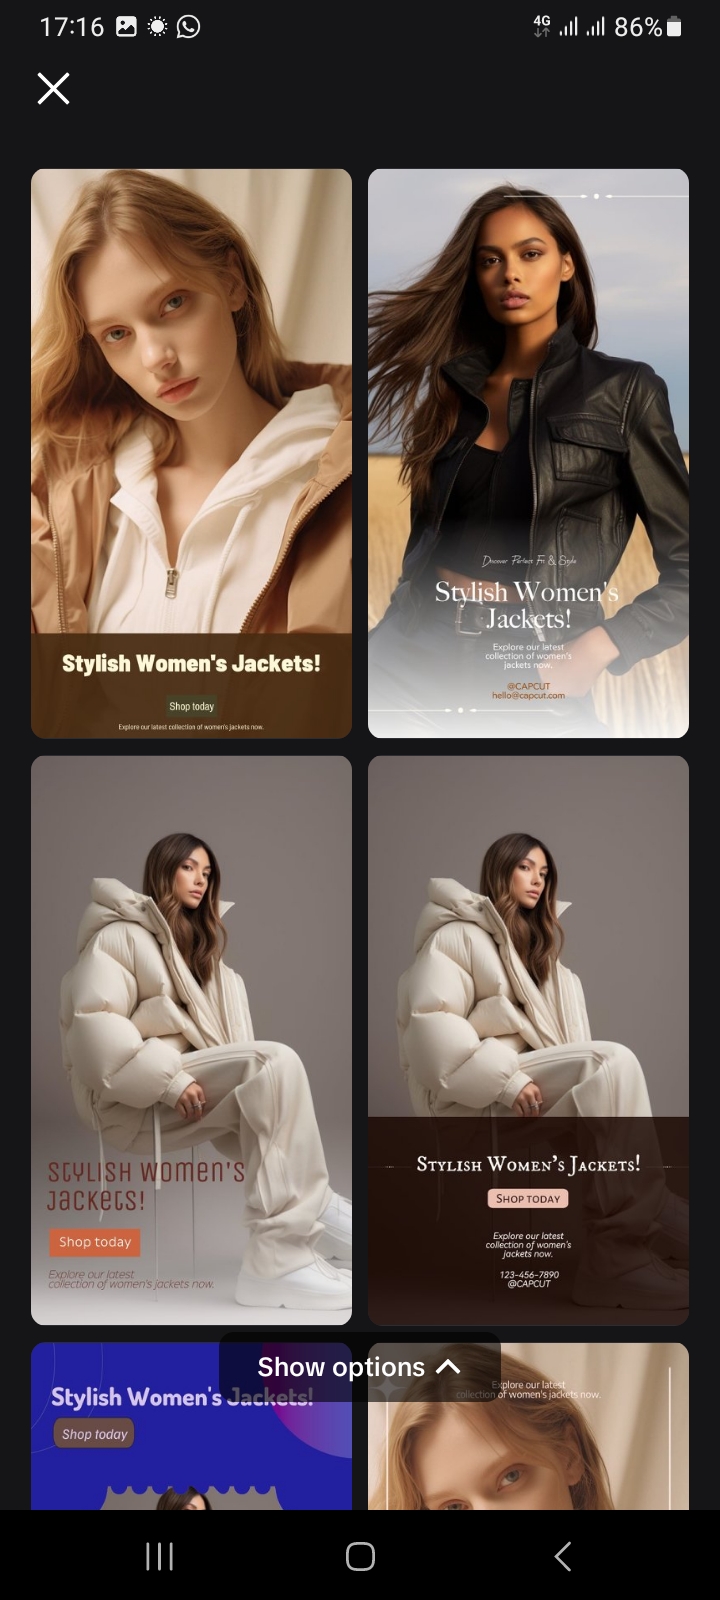 17:16
4G
86%
Stylish Women's Jackets!
Shop today
Explore our latest collection of women's jackets now.
Discover Perfect Fit & Style
Stylish Women's
Jackets!
Explore our latest
collection of women's
jackets now.
@CAPCUT
hello@capcut.com
Stylish Women's
Jackets!
Shop today
Explore our latest
collection of women's jackets now.
Stylish Women's Jackets!
Shop today
Explore our latest
collection of women's
jackets now.
123-456-7890
@CAPCUT
Show options
Stylish Women's Jackets!
Shop today
Explore our latest
collection of women's jackets now.